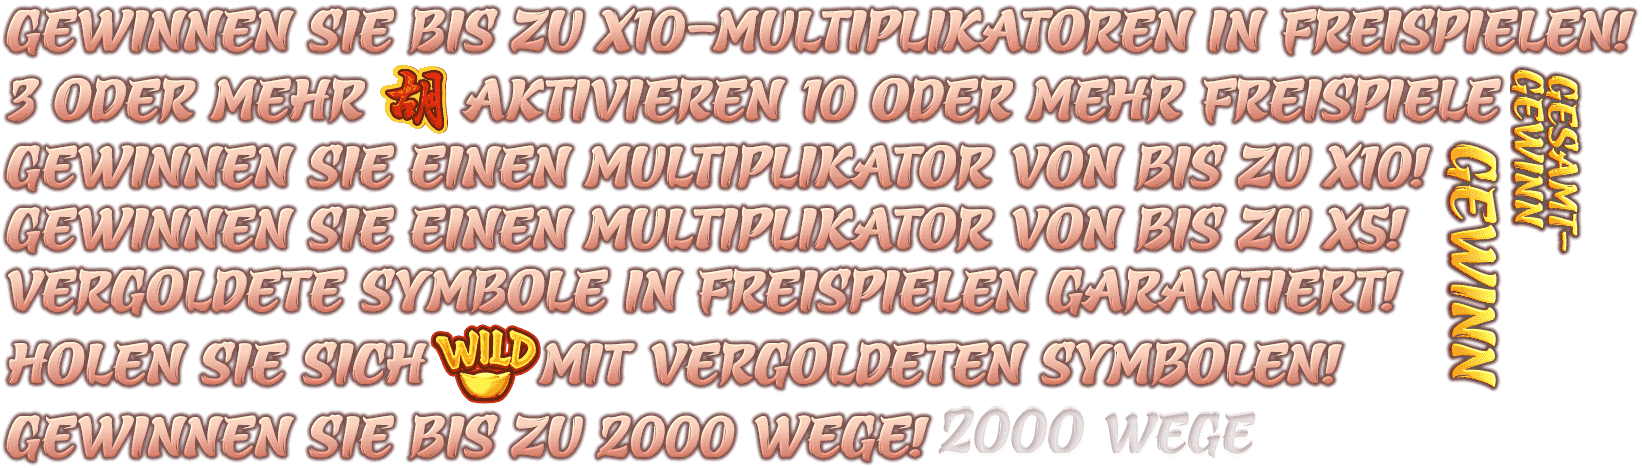 GEWINNEN SIE BIS ZU X10-MULTIPLIKATOREN IN FREISPIELEN!
3 ODER MEHR 胡 AKTIVIEREN 10 ODER MEHR FREISPIELE
GEWINNEN SIE EINEN MULTIPLIKATOR VON BIS ZU X10!
GEWINNEN SIE EINEN MULTIPLIKATOR VON BIS ZU X5!
VERGOLDETE SYMBOLE IN FREISPIELEN GARANTIERT!
HOLEN SIE SICH WILD MIT VERGOLDETEN SYMBOLEN!
GEWINNEN SIE BIS ZU 2000 WEGE!
2000 WEGE
GEWINN
GESAMT-
GEWINN